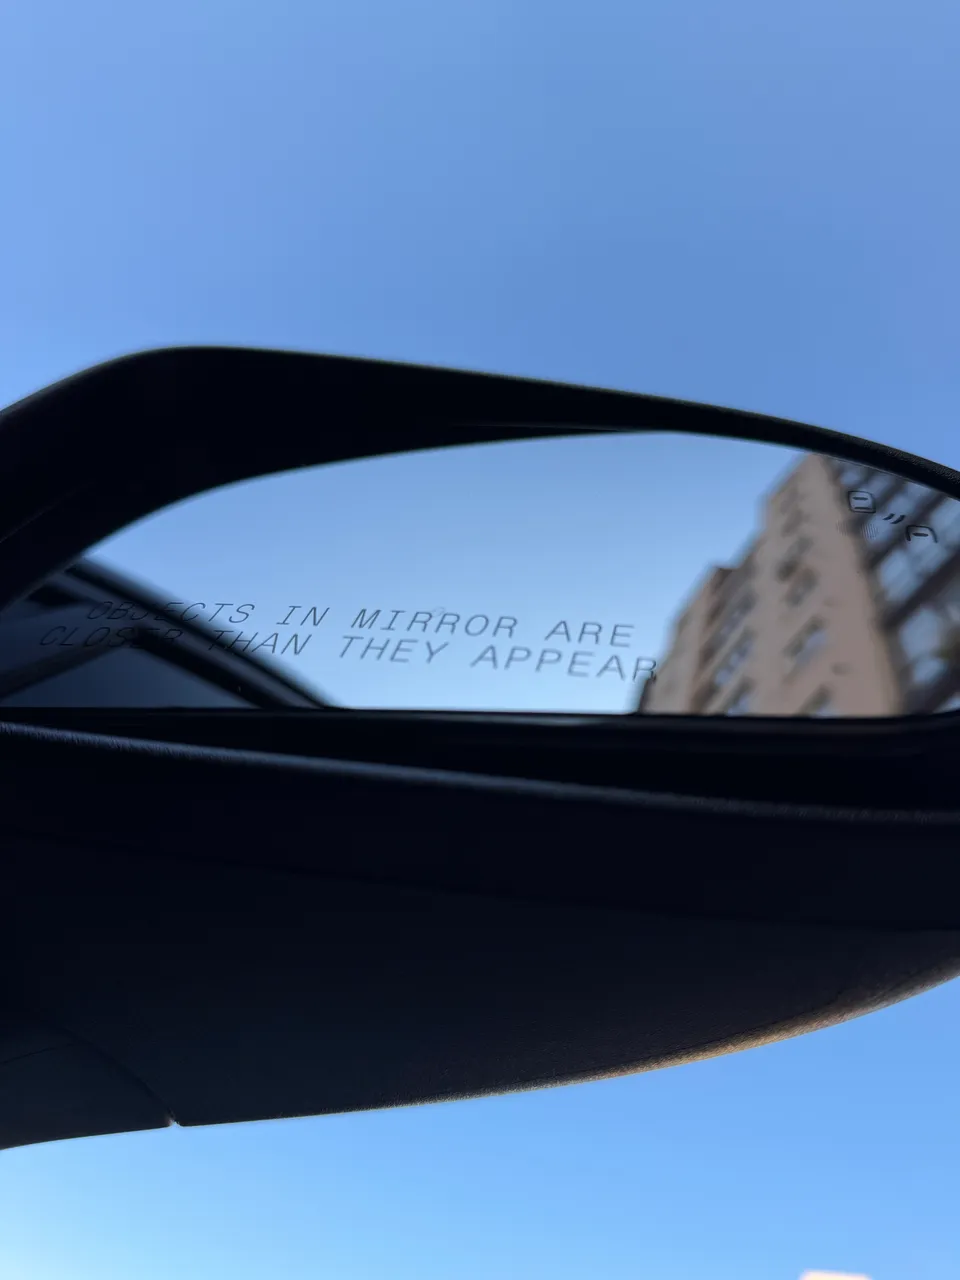 OBJECTS IN MIRROR ARE
CLOSER THAN THEY APPEAR